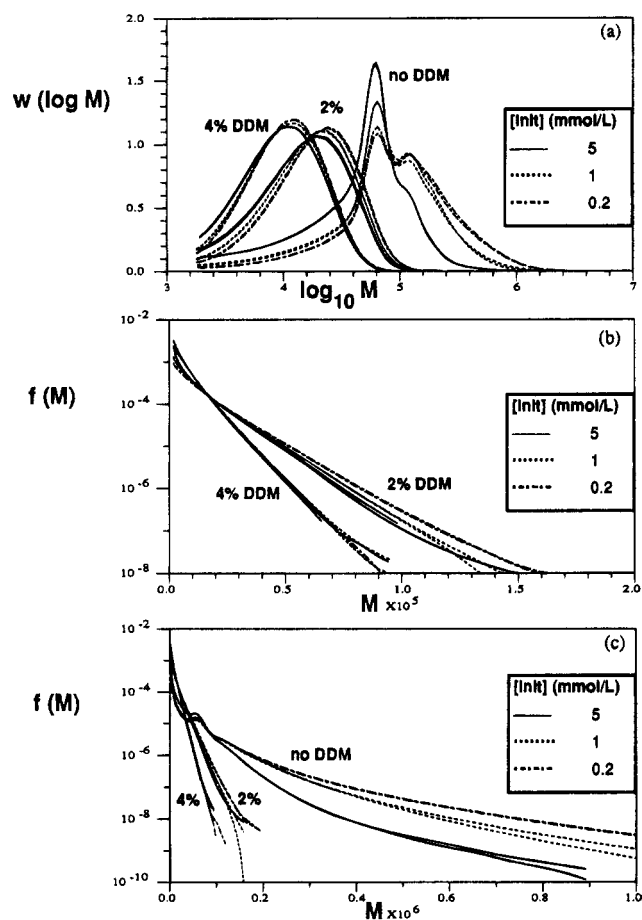 (a)
2.0
1.5
w (log M)
1.0
0.5
0.0
no DDM
2%
4% DDM
[Init] (mmol/L)
5
1
0.2
3 4 5 6 7
log10 M
(b)
10-2
f (M)
10-4
10-6
10-8
4% DDM
2% DDM
[Init] (mmol/L)
5
1
0.2
0.0 0.5 1.0 1.5 2.0
M x10^5
(c)
10-2
f (M)
10-4
10-6
10-8
10-10
no DDM
4%
2%
[Init] (mmol/L)
5
1
0.2
0.0 0.2 0.4 0.6 0.8 1.0
M x10^6